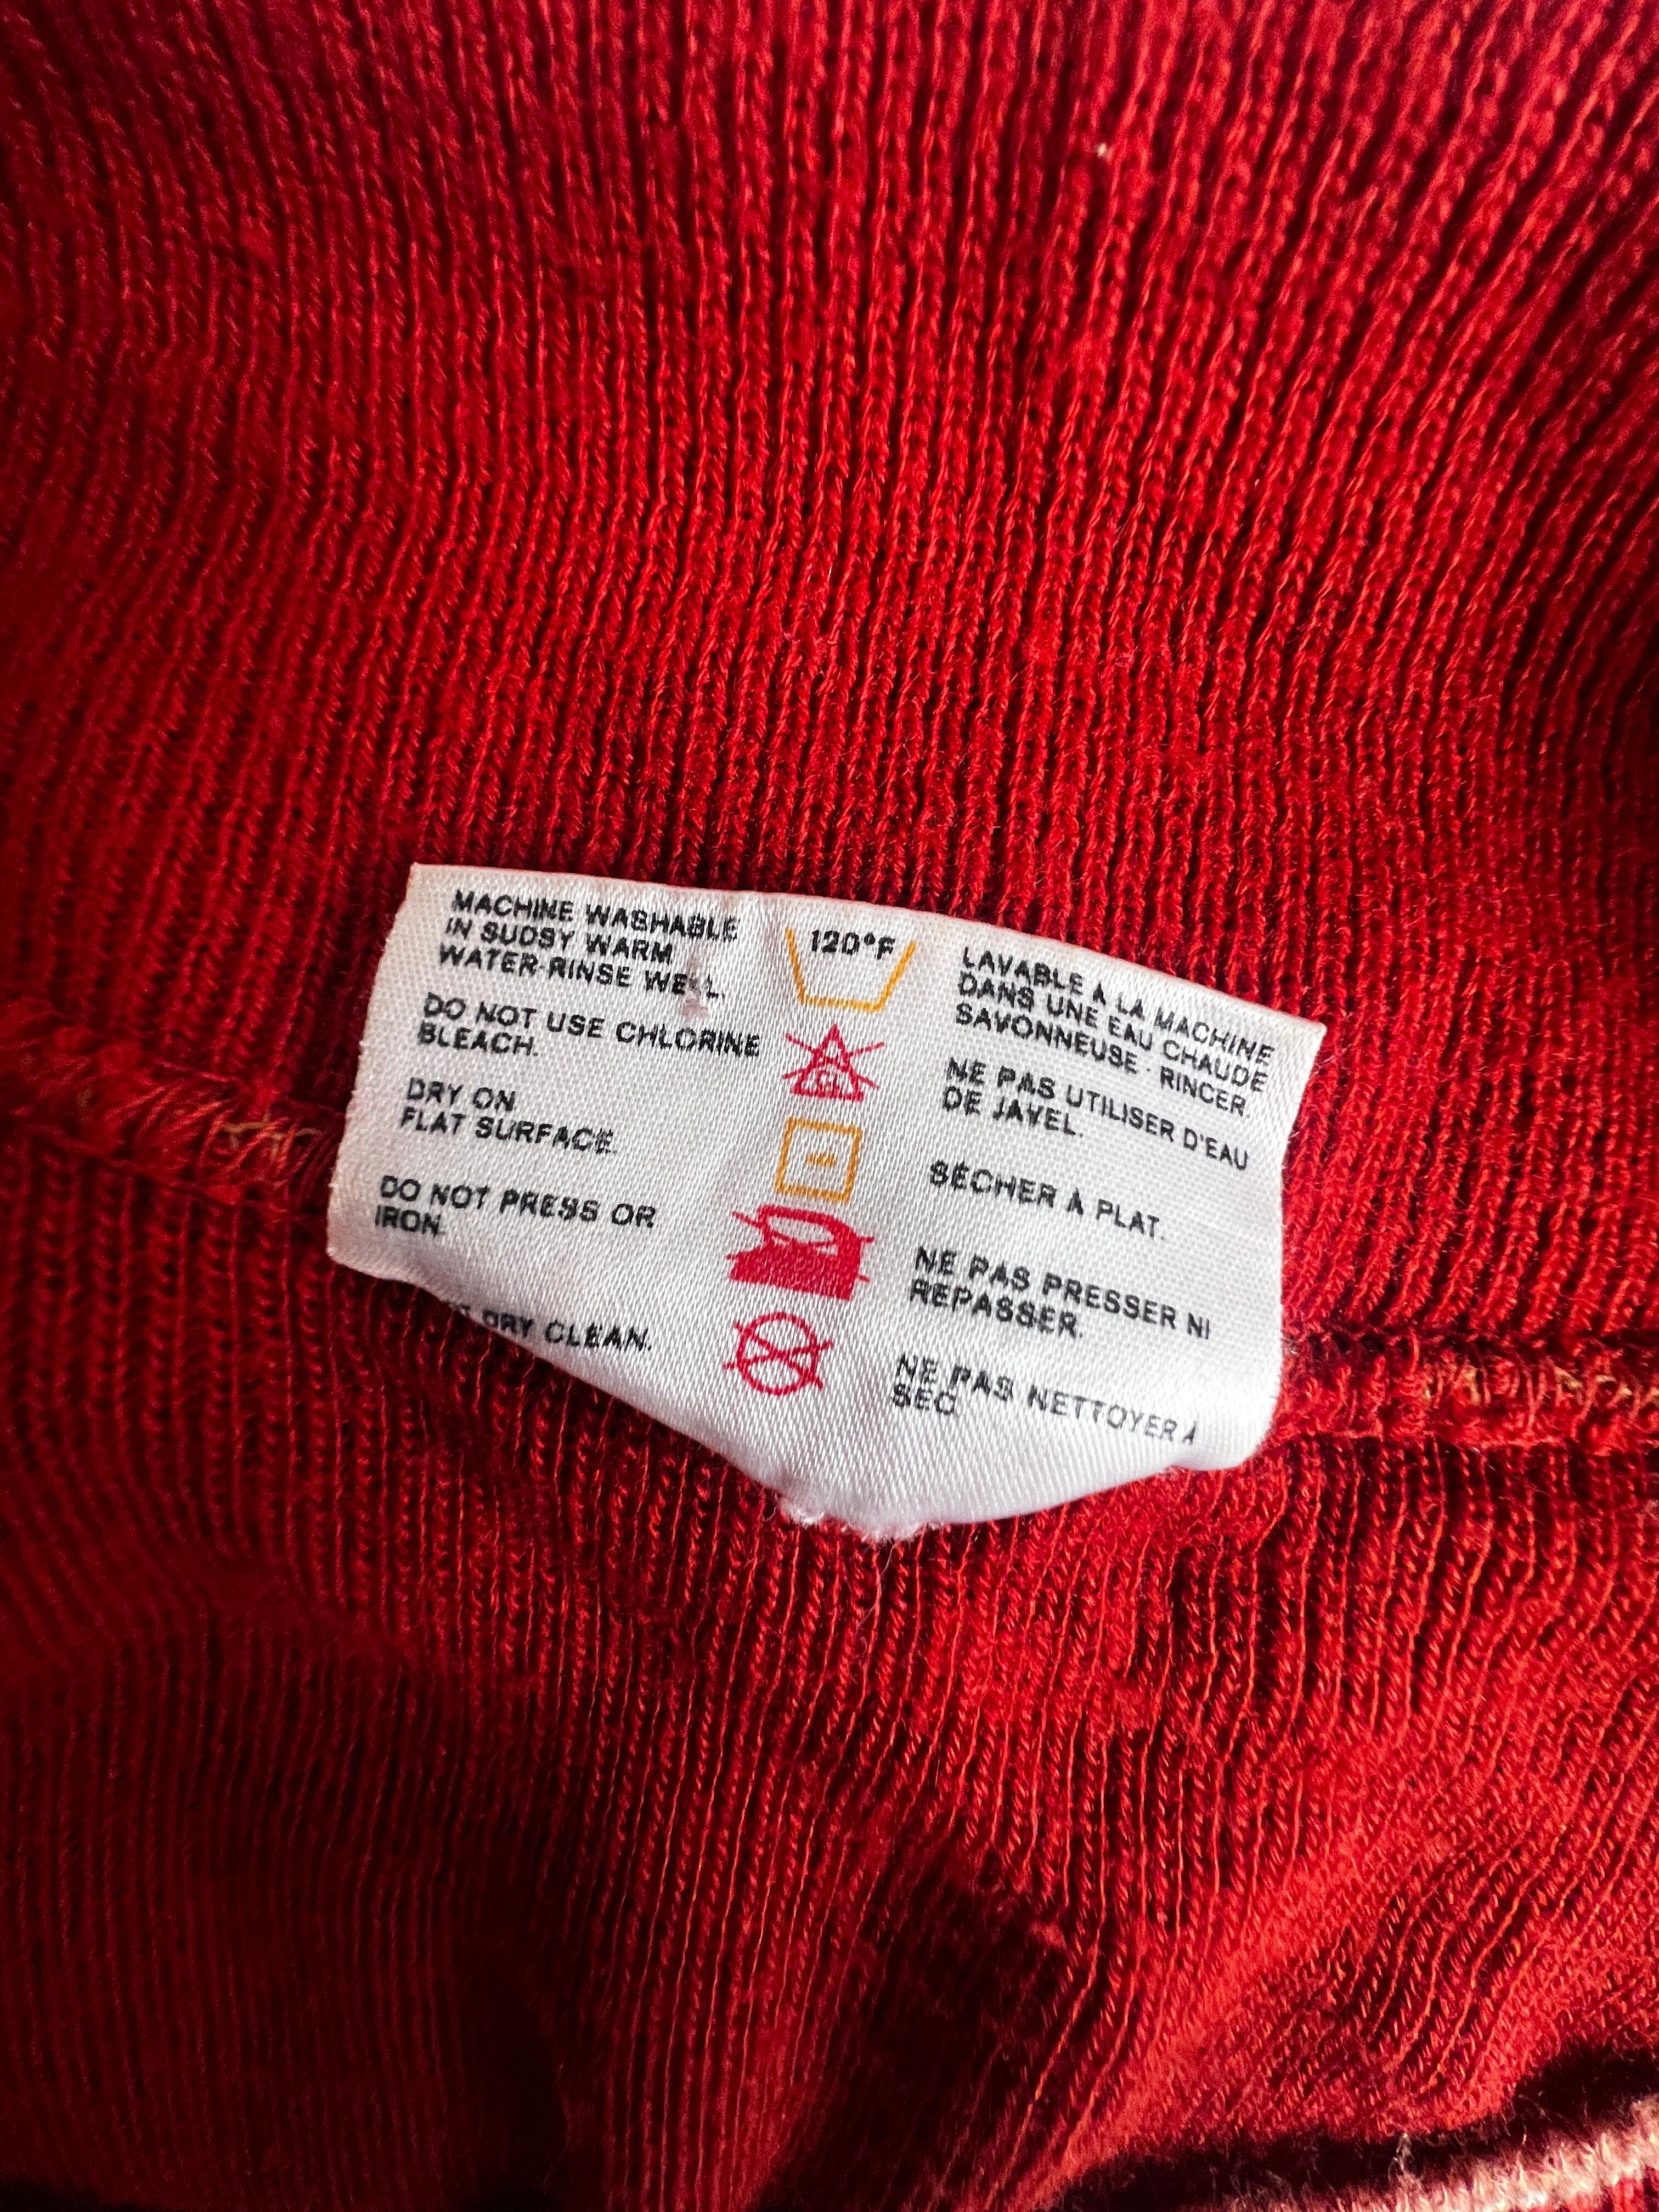 MACHINE WASHABLE
IN SUDSY WARM
WATER-RINSE WELL.
DO NOT USE CHLORINE
BLEACH.
DRY ON
FLAT SURFACE.
DO NOT PRESS OR
IRON.
DRY CLEAN.
120°F
CL
LAVABLE À LA MACHINE
DANS UNE EAU CHAUDE
SAVONNEUSE - RINCER.
NE PAS UTILISER D'EAU
DE JAVEL.
SÉCHER À PLAT.
NE PAS PRESSER NI
REPASSER.
NE PAS NETTOYER À
SEC